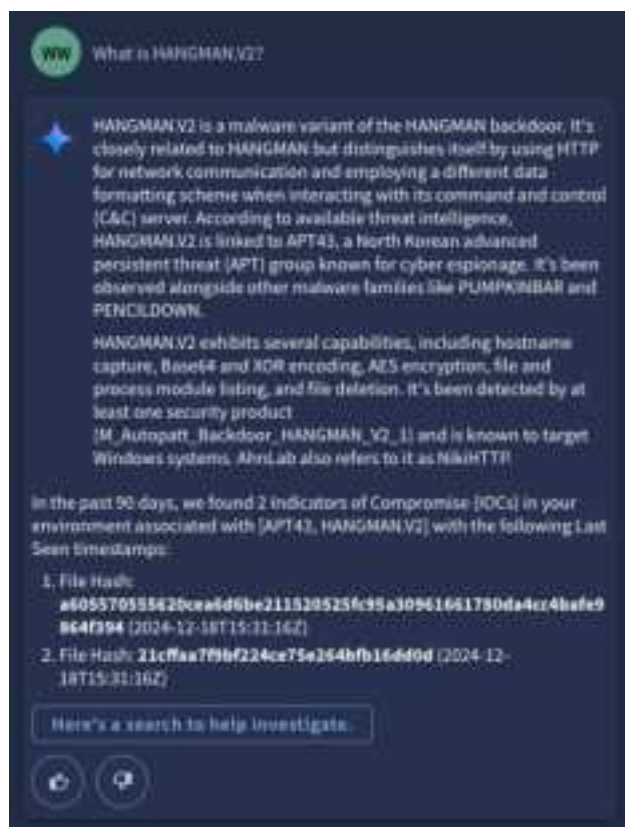 WW What is HANGMAN.V2?
HANGMAN.V2 is a malware variant of the HANGMAN backdoor. It's
closely related to HANGMAN but distinguishes itself by using HTTP
for network communication and employing a different data
formatting scheme when interacting with its command and control
(C&C) server. According to available threat intelligence,
HANGMAN.V2 is linked to APT43, a North Korean advanced
persistent threat (APT) group known for cyber espionage. It's been
observed alongside other malware families like PUMPKINBAR and
PENCILDOWN.
HANGMAN.V2 exhibits several capabilities, including hostname
capture, Base64 and XOR encoding, AES encryption, file and
process module listing, and file deletion. It's been detected by at
least one security product
(M_Autopatt_Backdoor_HANGMAN_V2_1) and is known to target
Windows systems. AhnLab also refers to it as NikiHTTP.
In the past 90 days, we found 2 Indicators of Compromise (IOCs) in your
environment associated with [APT43, HANGMAN.V2] with the following Last
Seen timestamps:
1. File Hash:
(2024-12-18T15:31:16Z)
2. File Hash: 21cffaa7f9bf224ce75e264bfb16dd0d (2024-12-
18T15:31:16Z)
Here's a search to help investigate.